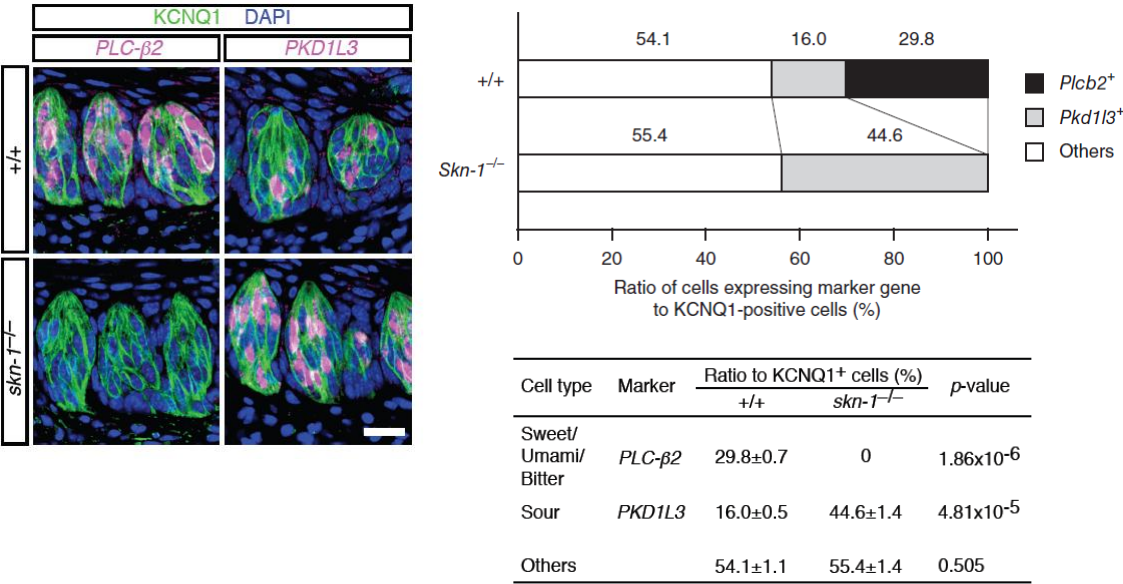 KCNQ1 DAPI
PLC-β2 PKD1L3
+/+
skn-1–/–
54.1 16.0 29.8
+/+
55.4 44.6
Skn-1–/–
Plcb2+
Pkd1l3+
Others
0 20 40 60 80 100
Ratio of cells expressing marker gene
to KCNQ1-positive cells (%)
Cell type Marker Ratio to KCNQ1+ cells (%) p-value
+/+ skn-1–/–
Sweet/
Umami/
Bitter
PLC-β2 29.8±0.7 0 1.86x10-6
Sour PKD1L3 16.0±0.5 44.6±1.4 4.81x10-5
Others 54.1±1.1 55.4±1.4 0.505